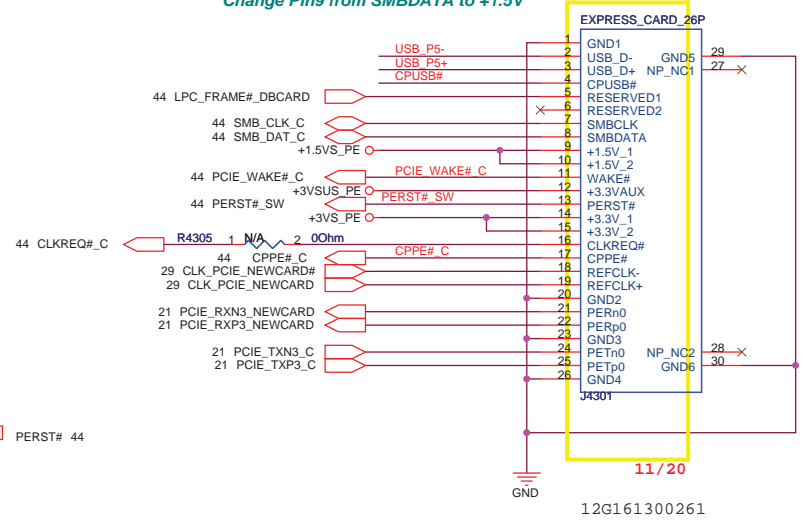 Change Pin9 from SMBDATA to +1.5V
EXPRESS_CARD_26P
USB_P5- 1 GND1
USB_P5+ 2 USB_D- GND5 29
CPUSB# 3 USB_D+ NP_NC1 27
4 CPUSB#
44 LPC_FRAME#_DBCARD 5 RESERVED1
6 RESERVED2
44 SMB_CLK_C 7 SMBCLK
44 SMB_DAT_C 8 SMBDATA
+1.5VS_PE 9 +1.5V_1
10 +1.5V_2
44 PCIE_WAKE#_C PCIE_WAKE#_C 11 WAKE#
+3VSUS_PE 12 +3.3VAUX
44 PERST#_SW PERST#_SW 13 PERST#
+3VS_PE 14 +3.3V_1
15 +3.3V_2
44 CLKREQ#_C R4305 1 N/A 2 0Ohm 16 CLKREQ#
44 CPPE#_C CPPE#_C 17 CPPE#
29 CLK_PCIE_NEWCARD# 18 REFCLK-
29 CLK_PCIE_NEWCARD 19 REFCLK+
20 GND2
21 PCIE_RXN3_NEWCARD 21 PERn0
21 PCIE_RXP3_NEWCARD 22 PERp0
23 GND3
21 PCIE_TXN3_C 24 PETn0 NP_NC2 28
21 PCIE_TXP3_C 25 PETp0 GND6 30
26 GND4
J4301
PERST# 44
11/20
GND
12G161300261